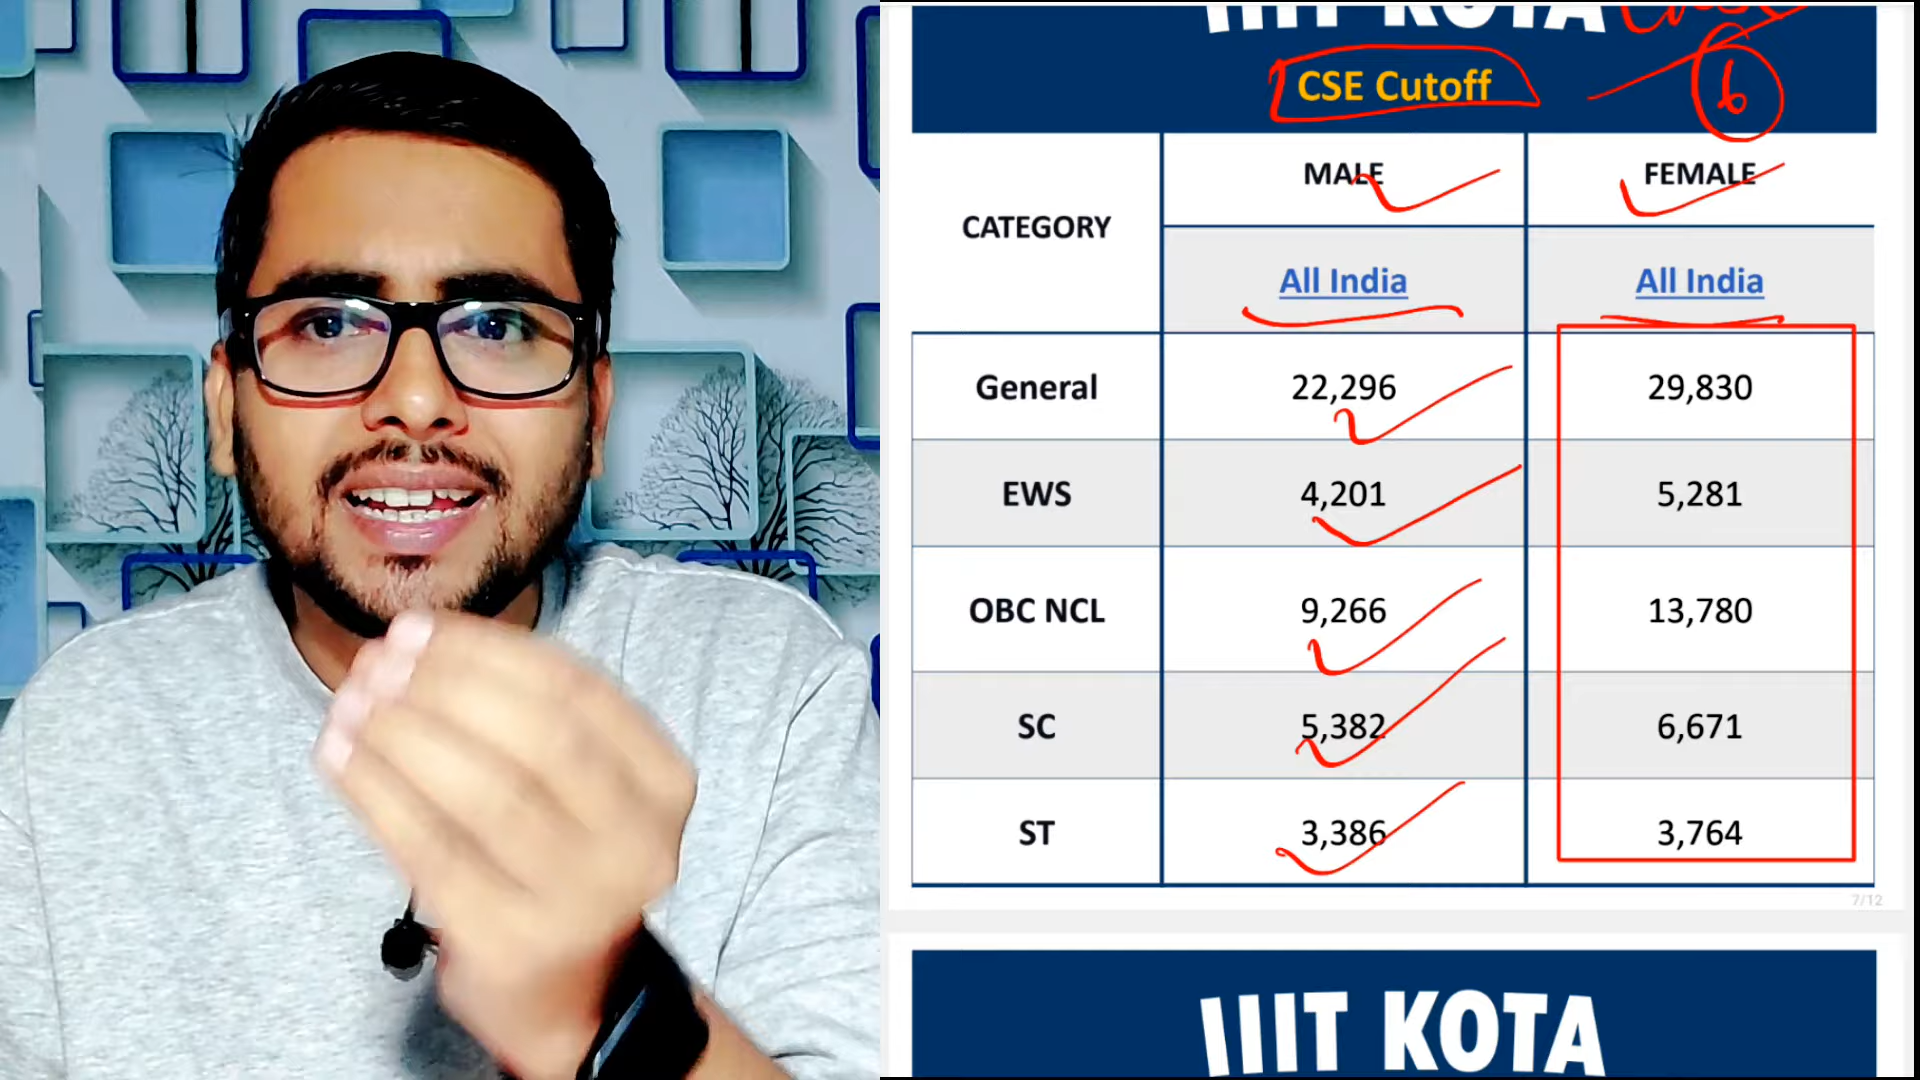 IIIT KOTA
CSE Cutoff
6
CATEGORY
MALE
FEMALE
All India
All India
General
22,296
29,830
EWS
4,201
5,281
OBC NCL
9,266
13,780
SC
5,382
6,671
ST
3,386
3,764
7/12
IIIT KOTA